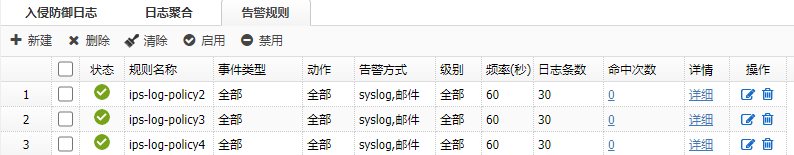 入侵防御日志 日志聚合 告警规则
新建 删除 清除 启用 禁用
状态 规则名称 事件类型 动作 告警方式 级别 频率(秒) 日志条数 命中次数 详情 操作
1 ips-log-policy2 全部 全部 syslog,邮件 全部 60 30 0 详细
2 ips-log-policy3 全部 全部 syslog,邮件 全部 60 30 0 详细
3 ips-log-policy4 全部 全部 syslog,邮件 全部 60 30 0 详细